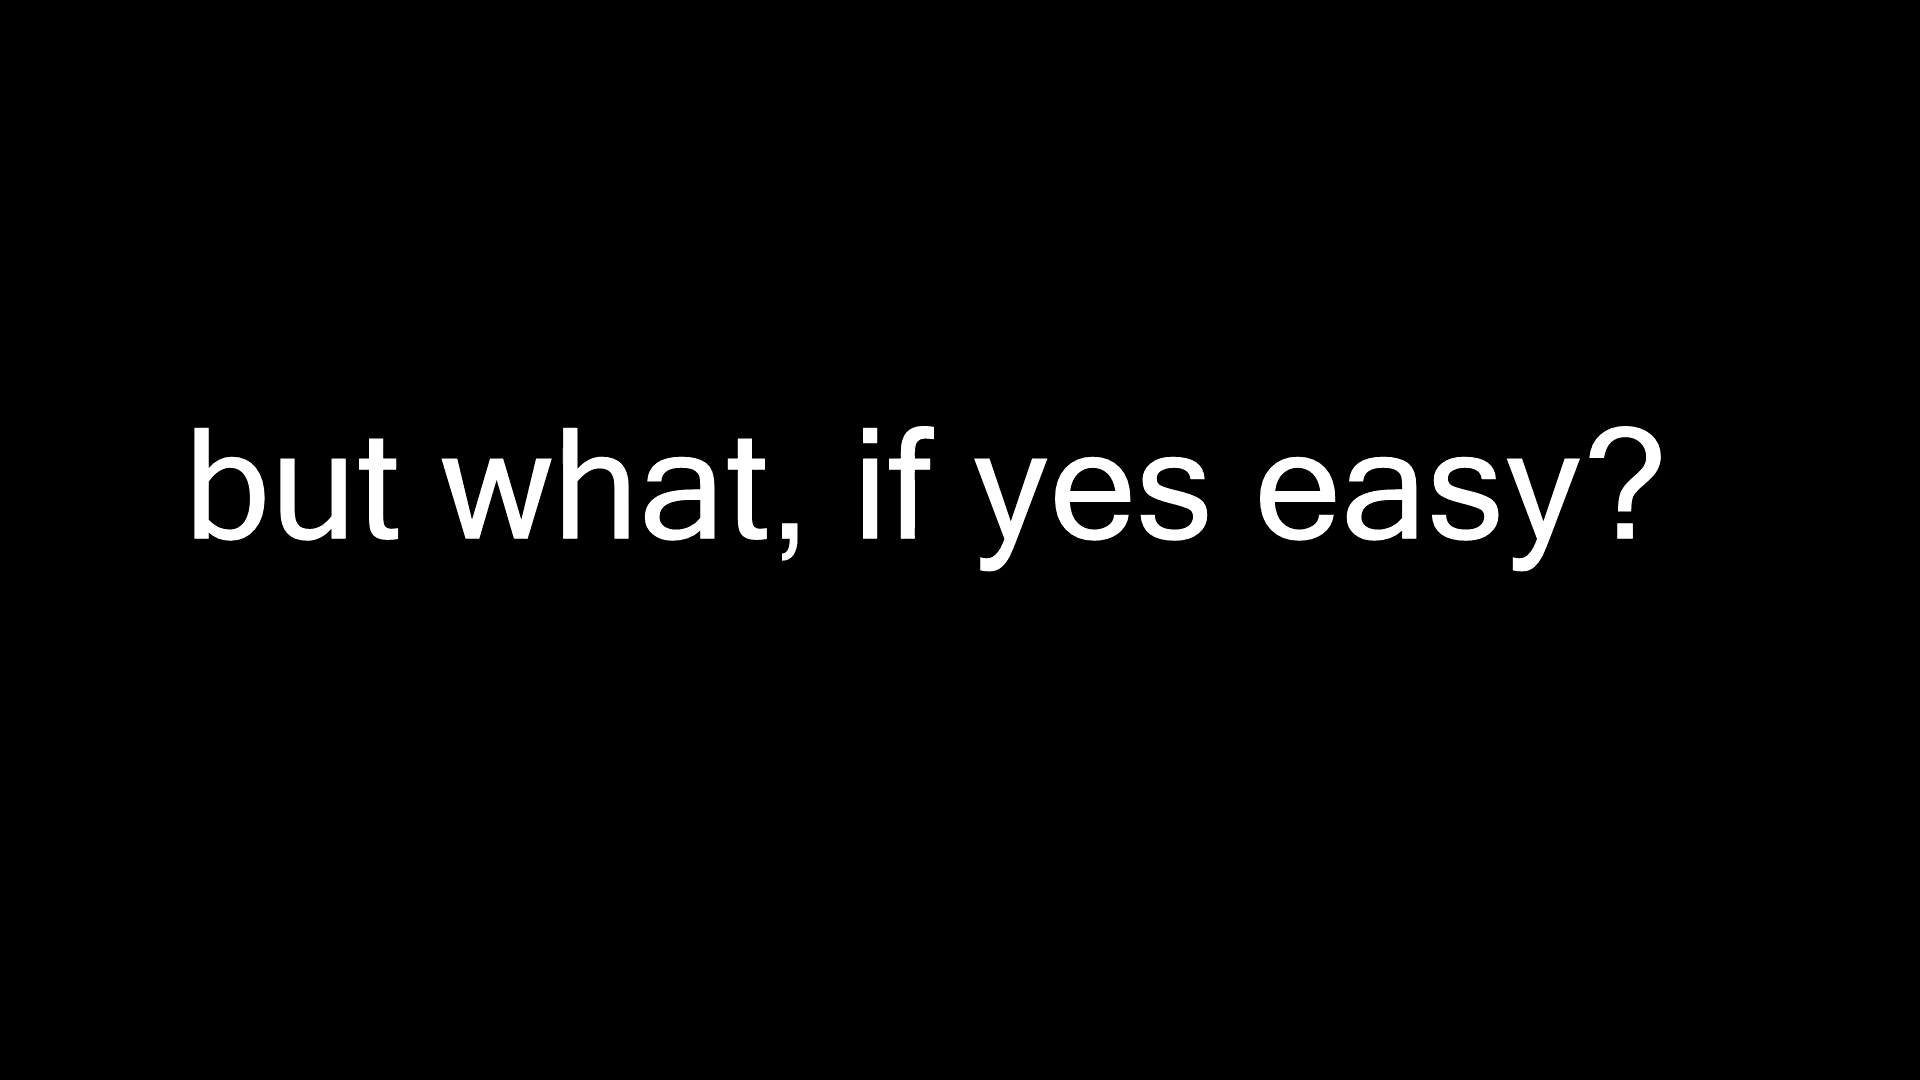 but what, if yes easy?